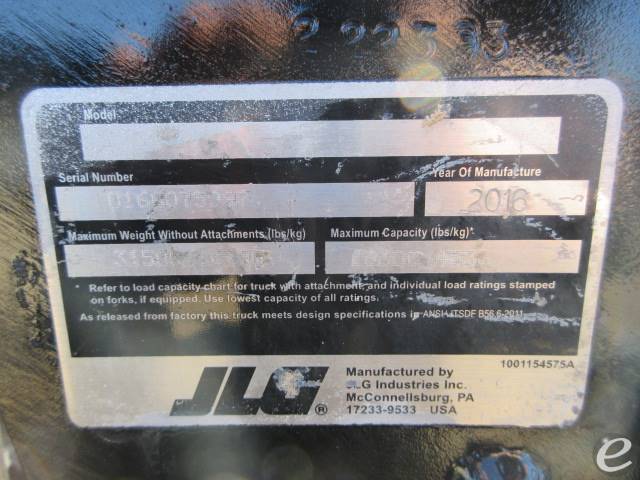 Model
Serial Number
Year Of Manufacture
2016
Maximum Weight Without Attachments (lbs/kg)
Maximum Capacity (lbs/kg)*
* Refer to load capacity chart for truck with attachment, and individual load ratings stamped
on forks, if equipped. Use lowest capacity of all ratings.
As released from factory this truck meets design specifications in ANSI/ITSDF B56.6-2011
1001154575A
JLG®
Manufactured by
JLG Industries Inc.
McConnellsburg, PA
17233-9533 USA
e